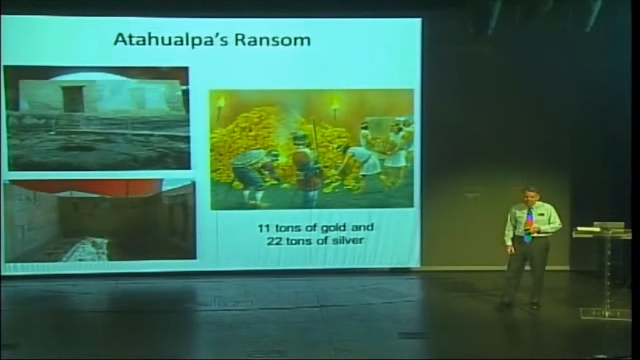 Atahualpa's Ransom
11 tons of gold and
22 tons of silver